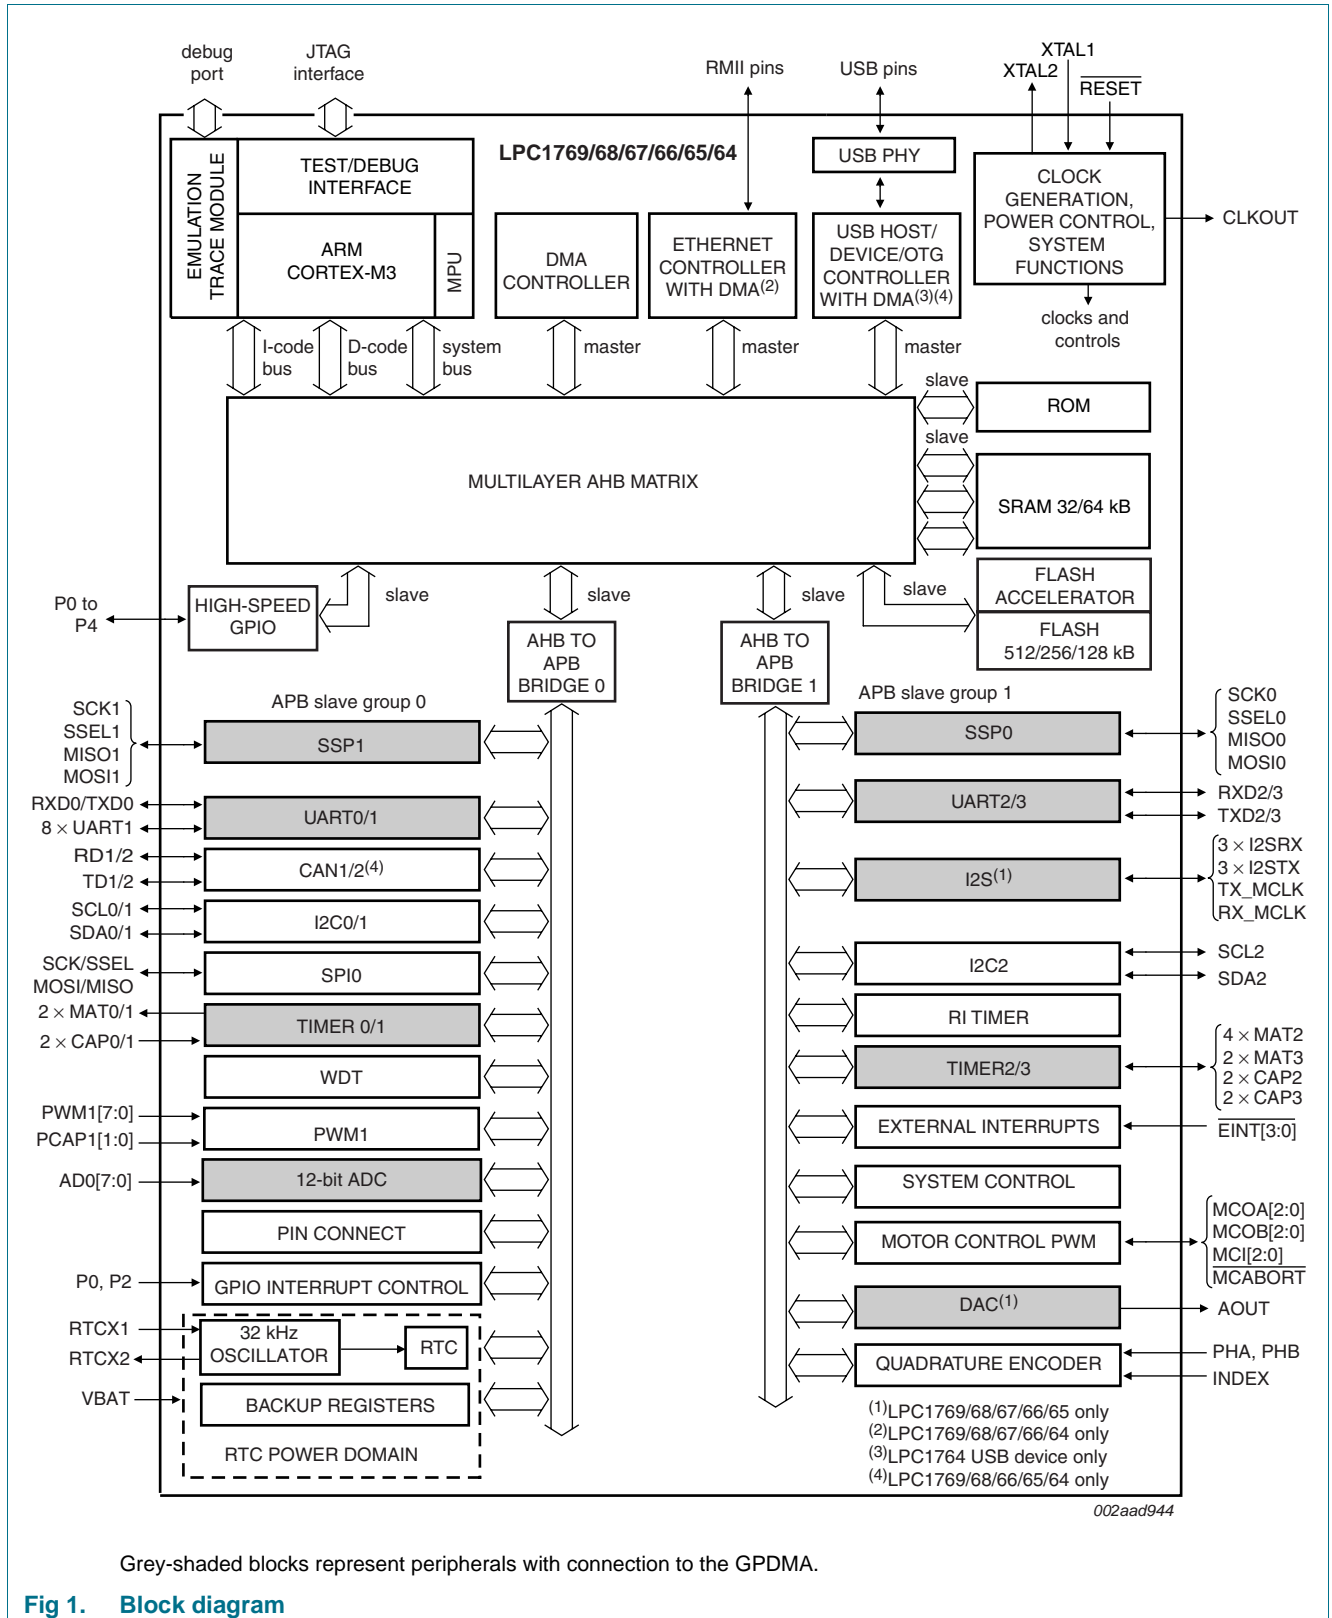 debug
port
JTAG
interface
RMII pins
USB pins
XTAL1
XTAL2
RESET
LPC1769/68/67/66/65/64
EMULATION
TRACE MODULE
TEST/DEBUG
INTERFACE
ARM
CORTEX-M3
MPU
DMA
CONTROLLER
ETHERNET
CONTROLLER
WITH DMA(2)
USB PHY
USB HOST/
DEVICE/OTG
CONTROLLER
WITH DMA(3)(4)
CLOCK
GENERATION,
POWER CONTROL,
SYSTEM
FUNCTIONS
CLKOUT
clocks and
controls
I-code
bus
D-code
bus
system
bus
master
master
master
slave
ROM
slave
MULTILAYER AHB MATRIX
SRAM 32/64 kB
P0 to
P4
HIGH-SPEED
GPIO
slave
slave
slave
slave
FLASH
ACCELERATOR
FLASH
512/256/128 kB
AHB TO
APB
BRIDGE 0
AHB TO
APB
BRIDGE 1
APB slave group 0
APB slave group 1
SCK1
SSEL1
MISO1
MOSI1
SSP1
SSP0
SCK0
SSEL0
MISO0
MOSI0
RXD0/TXD0
8 × UART1
UART0/1
UART2/3
RXD2/3
TXD2/3
RD1/2
TD1/2
CAN1/2(4)
I2S(1)
3 × I2SRX
3 × I2STX
TX_MCLK
RX_MCLK
SCL0/1
SDA0/1
I2C0/1
I2C2
SCL2
SDA2
SCK/SSEL
MOSI/MISO
SPI0
RI TIMER
2 × MAT0/1
2 × CAP0/1
TIMER 0/1
TIMER2/3
4 × MAT2
2 × MAT3
2 × CAP2
2 × CAP3
WDT
EXTERNAL INTERRUPTS
EINT[3:0]
PWM1[7:0]
PCAP1[1:0]
PWM1
SYSTEM CONTROL
AD0[7:0]
12-bit ADC
PIN CONNECT
MOTOR CONTROL PWM
MCOA[2:0]
MCOB[2:0]
MCI[2:0]
MCABORT
P0, P2
GPIO INTERRUPT CONTROL
DAC(1)
AOUT
RTCX1
RTCX2
32 kHz
OSCILLATOR
RTC
QUADRATURE ENCODER
PHA, PHB
INDEX
VBAT
BACKUP REGISTERS
RTC POWER DOMAIN
(1)LPC1769/68/67/66/65 only
(2)LPC1769/68/67/66/64 only
(3)LPC1764 USB device only
(4)LPC1769/68/66/65/64 only
002aad944
Grey-shaded blocks represent peripherals with connection to the GPDMA.
Fig 1. Block diagram